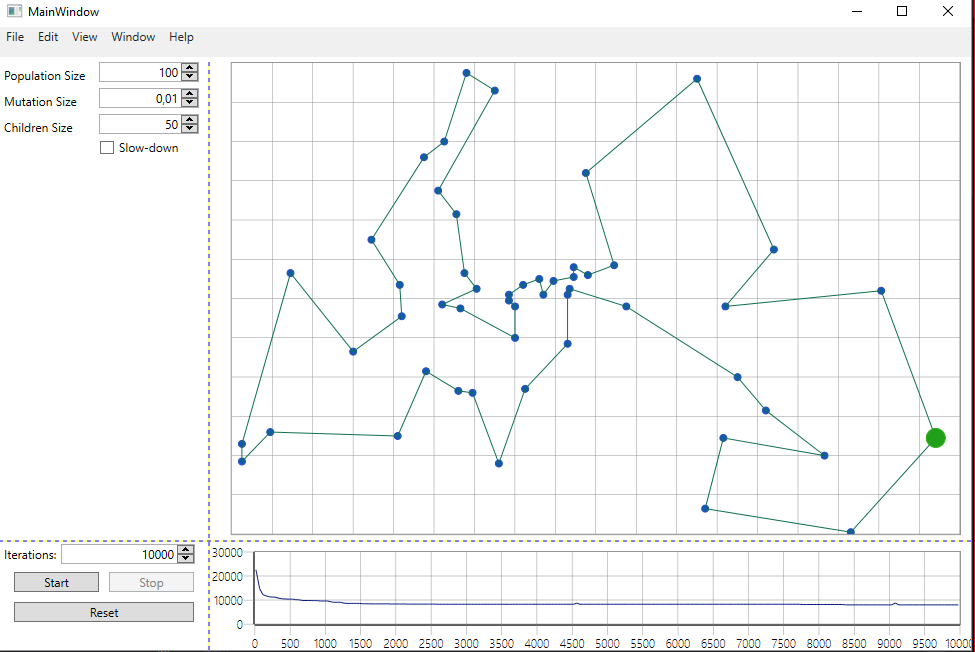 MainWindow
File Edit View Window Help
Population Size 100
Mutation Size 0,01
Children Size 50
Slow-down
Iterations: 10000
Start Stop
Reset
30000
20000
10000
0
0 500 1000 1500 2000 2500 3000 3500 4000 4500 5000 5500 6000 6500 7000 7500 8000 8500 9000 9500 10000